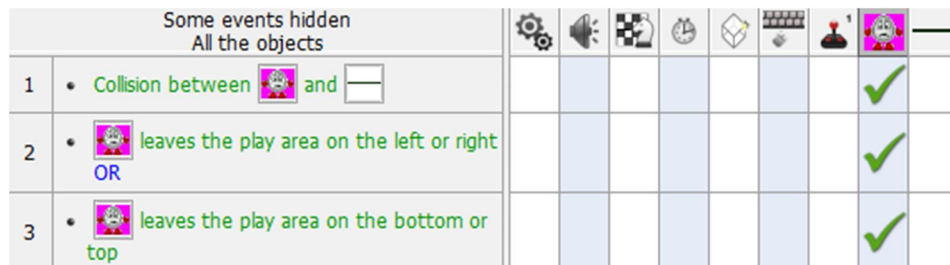 Some events hidden
All the objects
1
1 • Collision between and
2 • leaves the play area on the left or right
OR
3 • leaves the play area on the bottom or
top